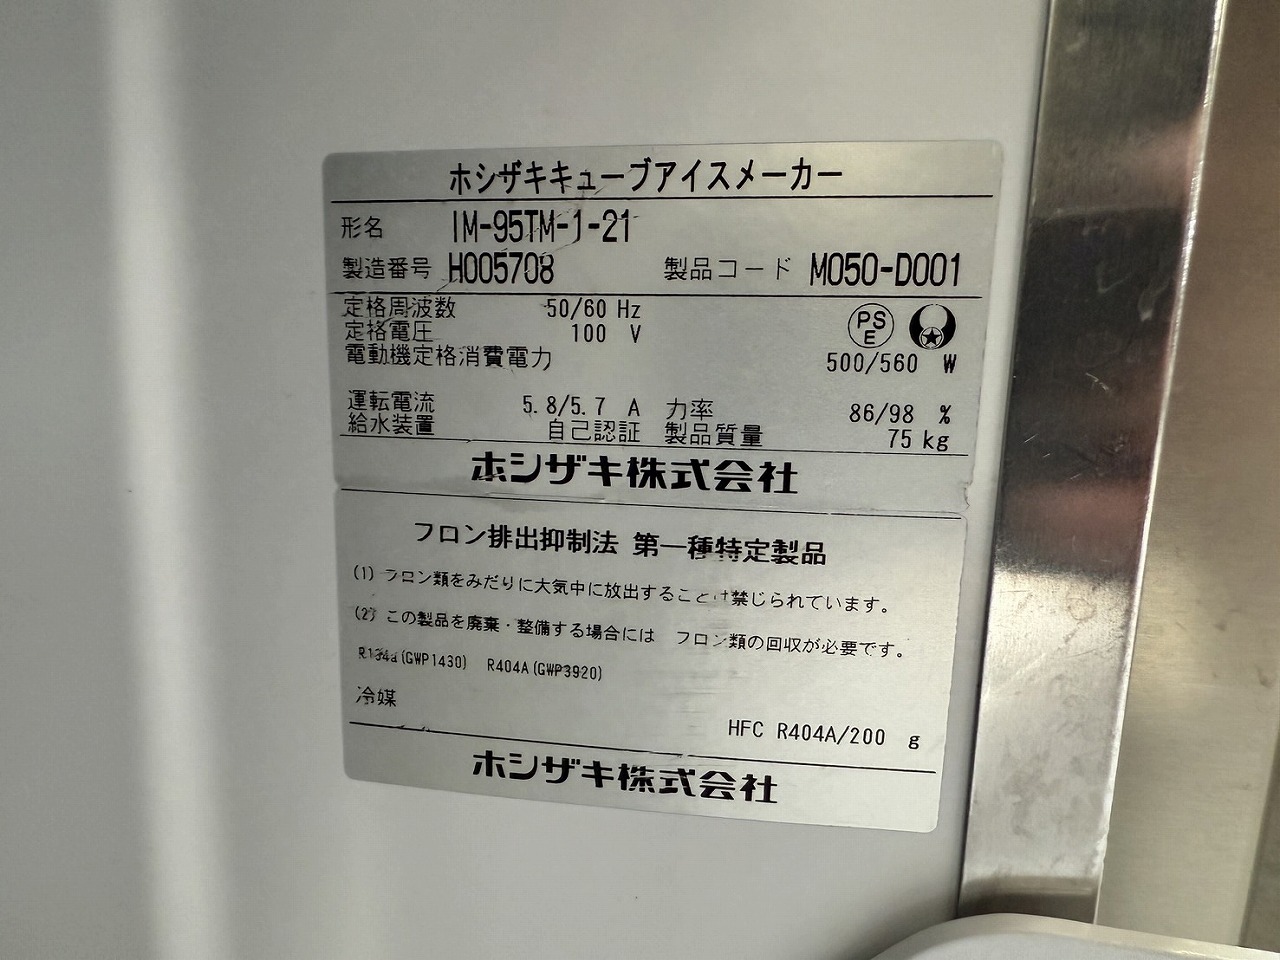 ホシザキキューブアイスメーカー
形名 IM-95TM-1-21
製造番号 H005708 製品コード M050-D001
定格周波数 50/60 Hz
定格電圧 100 V
PS E
電動機定格消費電力 500/560 W
運転電流 5.8/5.7 A 力率 86/98 %
給水装置 自己認証 製品質量 75 kg
ホシザキ株式会社
フロン排出抑制法 第一種特定製品
(1) フロン類をみだりに大気中に放出することは禁じられています。
(2) この製品を廃棄・整備する場合には フロン類の回収が必要です。
R134a(GWP1430) R404A(GWP3920)
冷媒
HFC R404A/200 g
ホシザキ株式会社